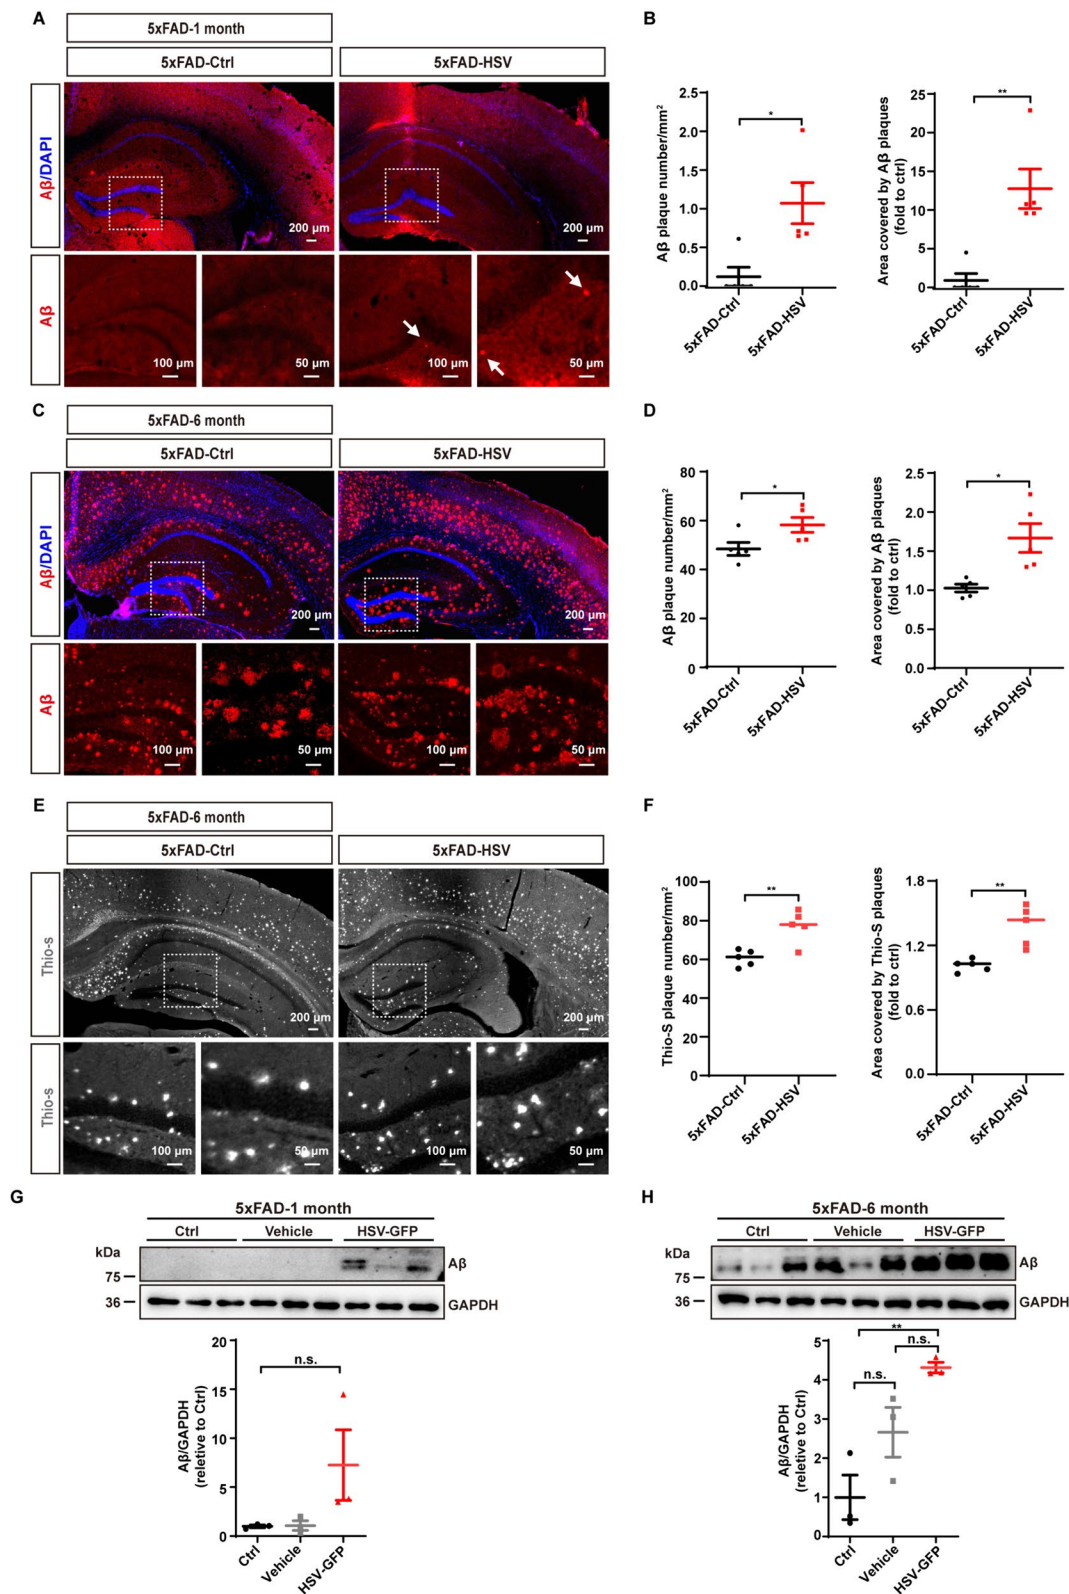 A
5xFAD-1 month
5xFAD-Ctrl
5xFAD-HSV
Aβ/DAPI
200 µm
200 µm
Aβ
100 µm
50 µm
100 µm
50 µm
B
Aβ plaque number/mm²
2.5
2.0
1.5
1.0
0.5
0.0
*
5xFAD-Ctrl
5xFAD-HSV
Area covered by Aβ plaques
(fold to ctrl)
25
20
15
10
5
0
**
5xFAD-Ctrl
5xFAD-HSV
C
5xFAD-6 month
5xFAD-Ctrl
5xFAD-HSV
Aβ/DAPI
200 µm
200 µm
Aβ
100 µm
50 µm
100 µm
50 µm
D
Aβ plaque number/mm²
80
60
40
20
0
*
5xFAD-Ctrl
5xFAD-HSV
Area covered by Aβ plaques
(fold to ctrl)
2.5
2.0
1.5
1.0
0.5
0.0
*
5xFAD-Ctrl
5xFAD-HSV
E
5xFAD-6 month
5xFAD-Ctrl
5xFAD-HSV
Thio-s
200 µm
200 µm
Thio-s
100 µm
50 µm
100 µm
50 µm
F
Thio-S plaque number/mm²
100
80
60
40
20
0
**
5xFAD-Ctrl
5xFAD-HSV
Area covered by Thio-S plaques
(fold to ctrl)
1.8
1.2
0.6
0.0
**
5xFAD-Ctrl
5xFAD-HSV
G
5xFAD-1 month
Ctrl Vehicle HSV-GFP
kDa
75
Aβ
36
GAPDH
Aβ/GAPDH
(reletive to Ctrl)
20
15
10
5
0
n.s.
Ctrl
Vehicle
HSV-GFP
H
5xFAD-6 month
Ctrl Vehicle HSV-GFP
kDa
75
Aβ
36
GAPDH
Aβ/GAPDH
(reletive to Ctrl)
5
4
3
2
1
0
**
n.s.
n.s.
Ctrl
Vehicle
HSV-GFP